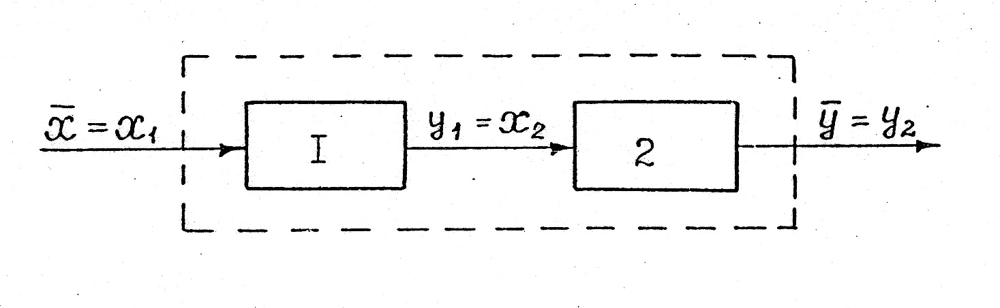 x̄ = x₁
I
y₁ = x₂
2
ȳ = y₂